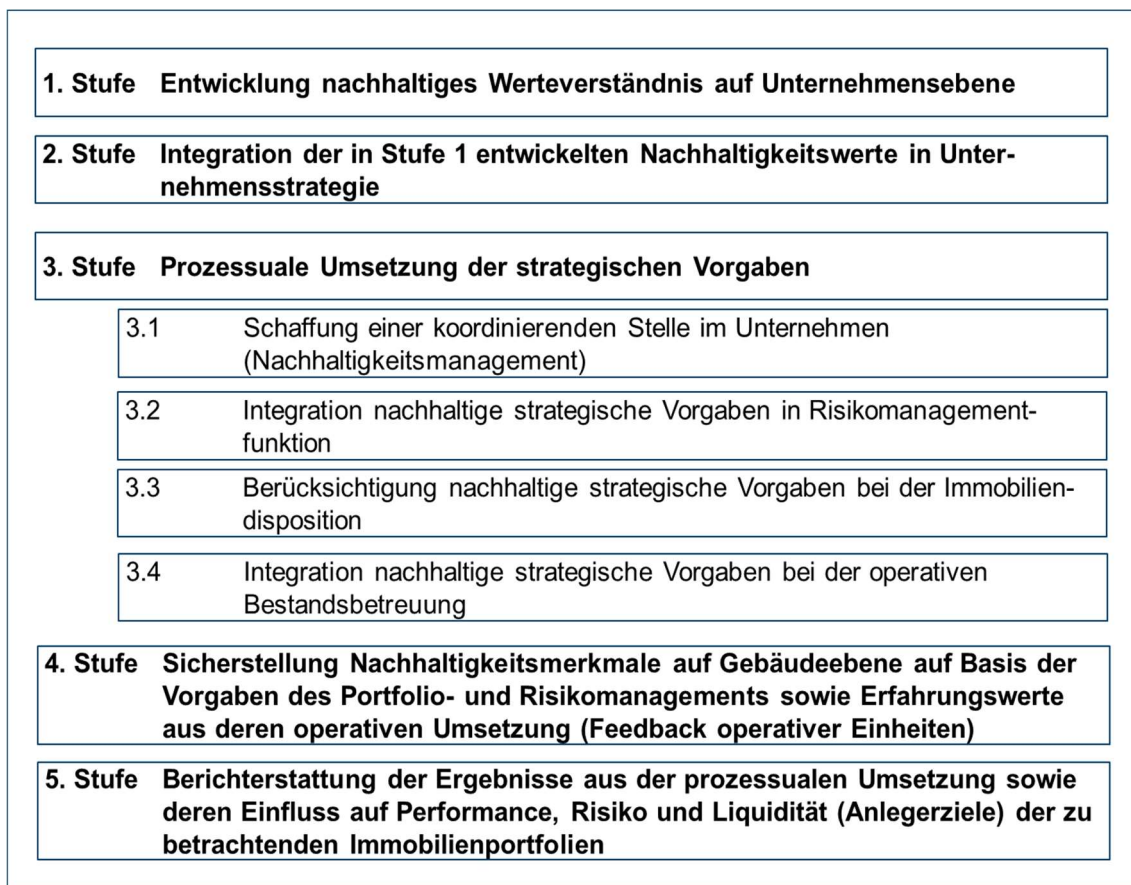 1. Stufe Entwicklung nachhaltiges Werteverständnis auf Unternehmensebene
2. Stufe Integration der in Stufe 1 entwickelten Nachhaltigkeitswerte in Unter-
nehmensstrategie
3. Stufe Prozessuale Umsetzung der strategischen Vorgaben
3.1 Schaffung einer koordinierenden Stelle im Unternehmen
(Nachhaltigkeitsmanagement)
3.2 Integration nachhaltige strategische Vorgaben in Risikomanagement-
funktion
3.3 Berücksichtigung nachhaltige strategische Vorgaben bei der Immobilien-
disposition
3.4 Integration nachhaltige strategische Vorgaben bei der operativen
Bestandsbetreuung
4. Stufe Sicherstellung Nachhaltigkeitsmerkmale auf Gebäudeebene auf Basis der
Vorgaben des Portfolio- und Risikomanagements sowie Erfahrungswerte
aus deren operativen Umsetzung (Feedback operativer Einheiten)
5. Stufe Berichterstattung der Ergebnisse aus der prozessualen Umsetzung sowie
deren Einfluss auf Performance, Risiko und Liquidität (Anlegerziele) der zu
betrachtenden Immobilienportfolien